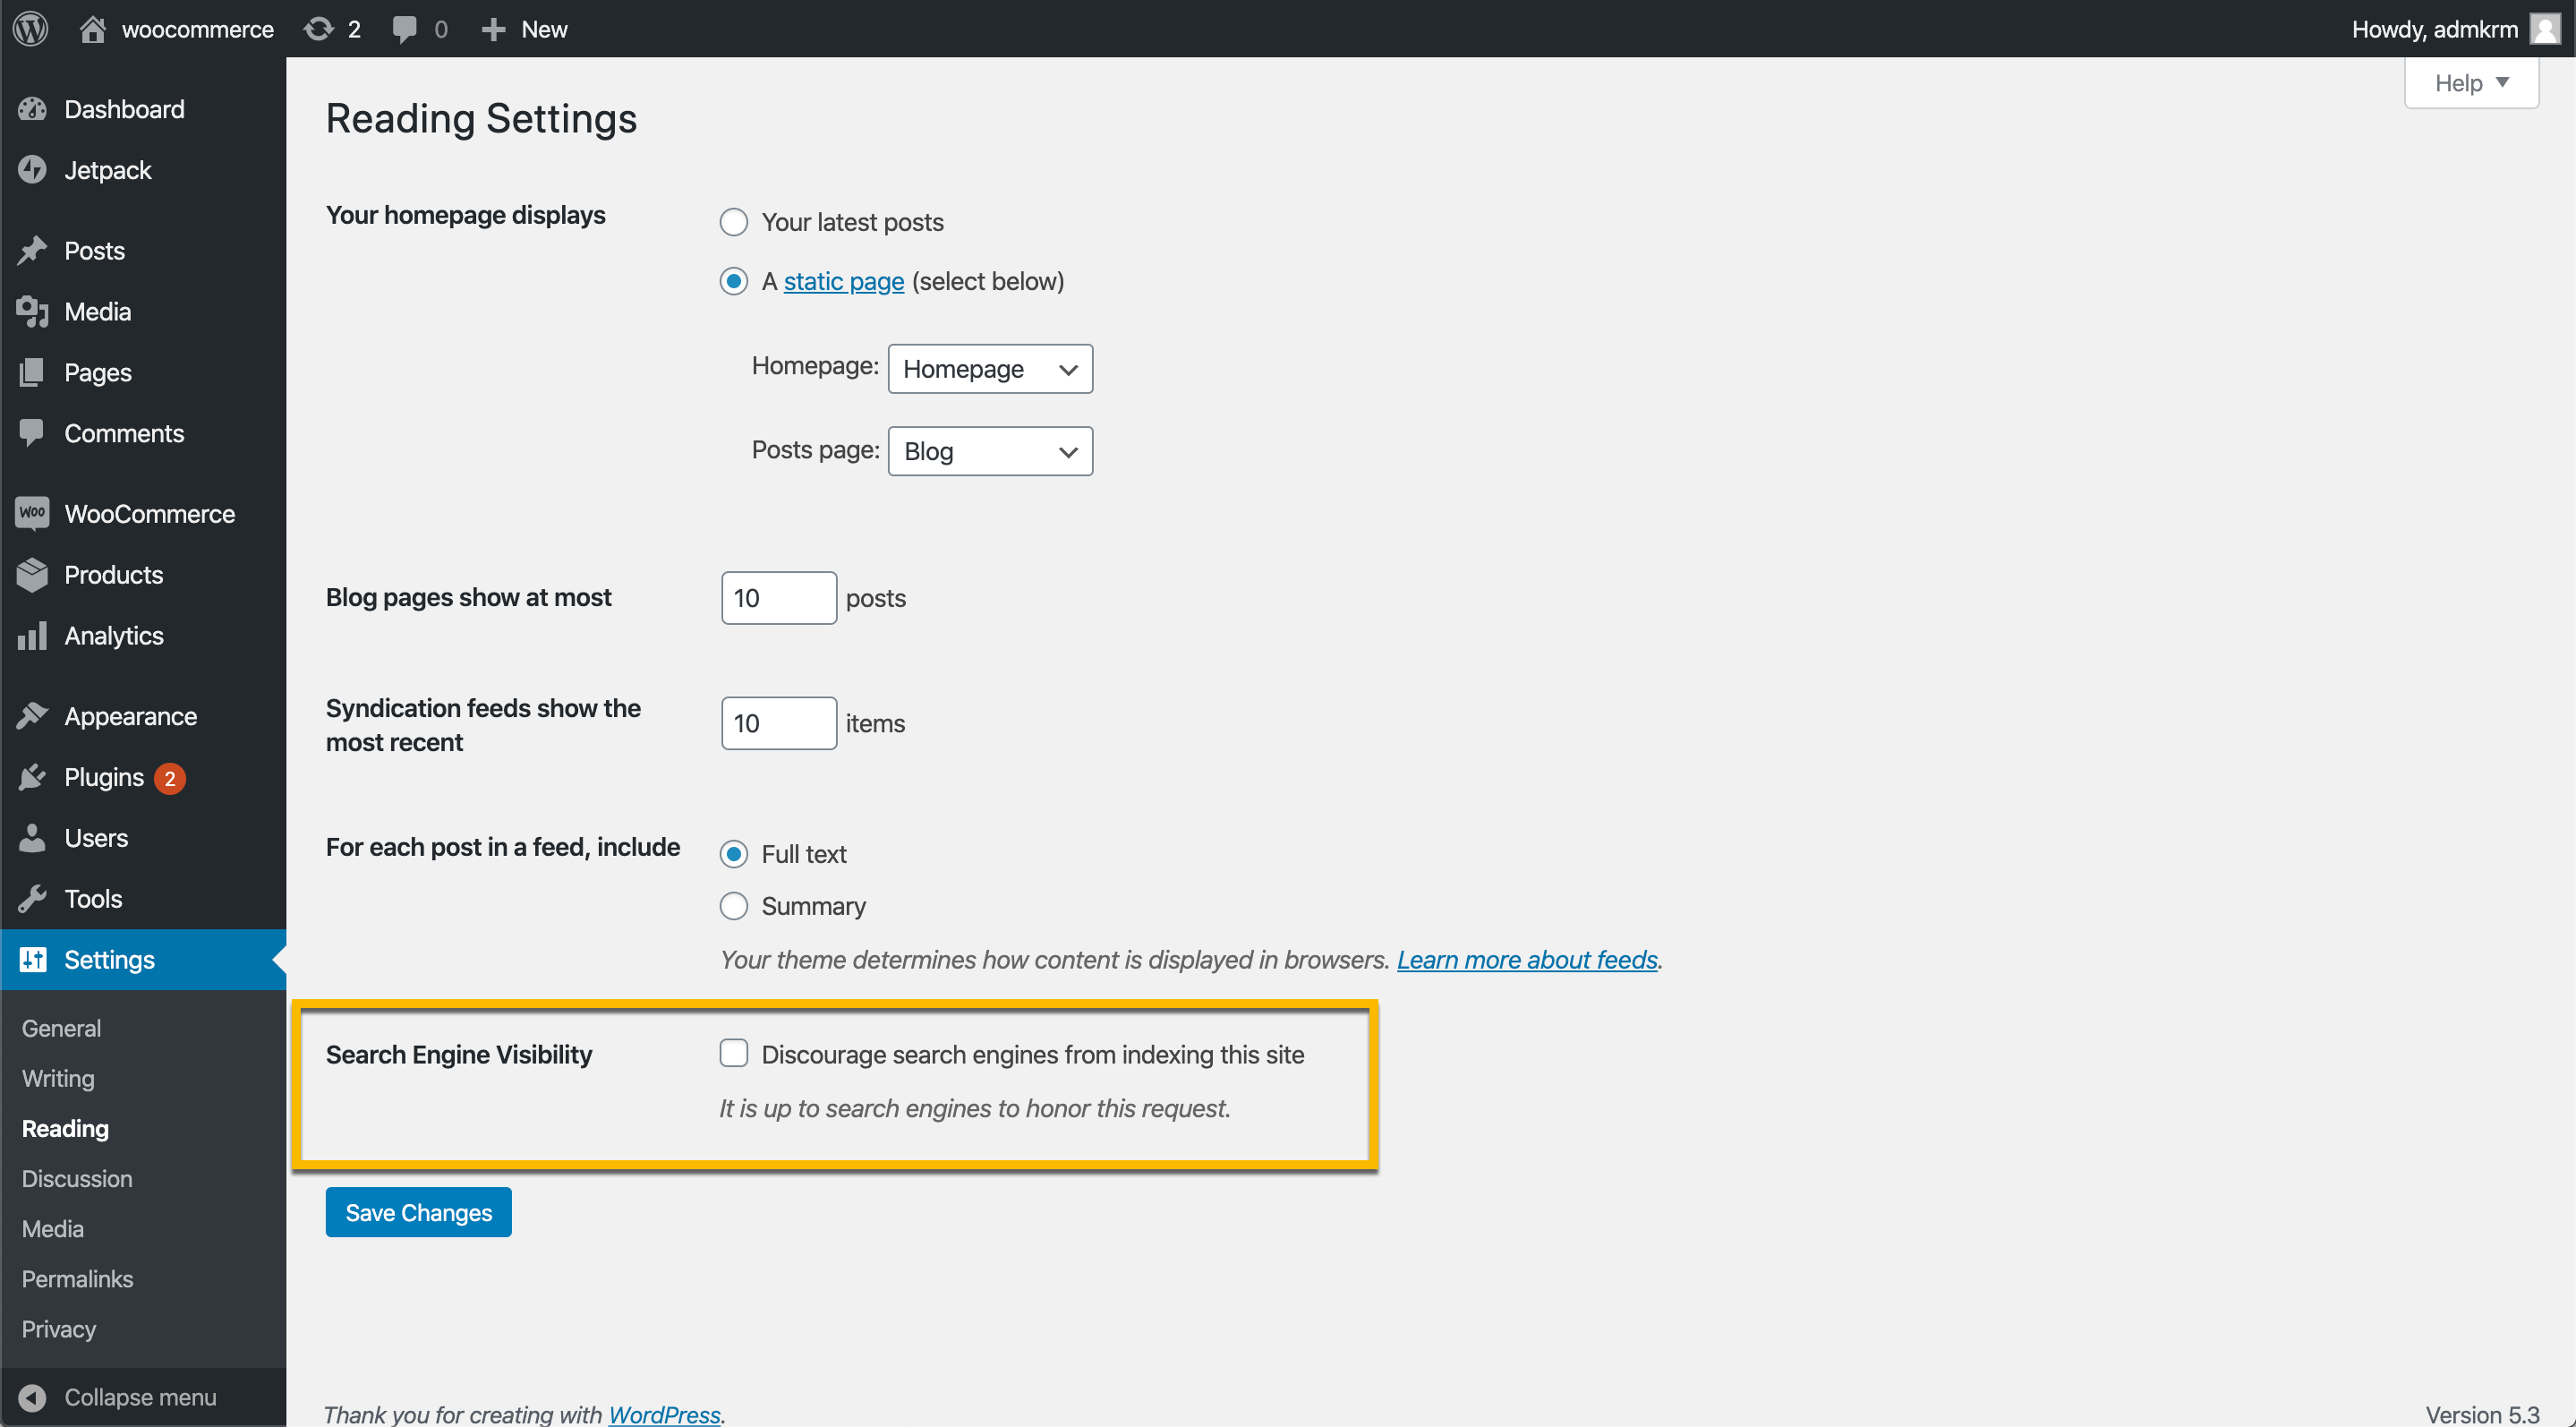 woocommerce 2 0 New Howdy, admkrm
Help
Dashboard
Jetpack
Posts
Media
Pages
Comments
Woo WooCommerce
Products
Analytics
Appearance
Plugins 2
Users
Tools
Settings
General
Writing
Reading
Discussion
Media
Permalinks
Privacy
Collapse menu
Reading Settings
Your homepage displays
Your latest posts
A static page (select below)
Homepage: Homepage
Posts page: Blog
Blog pages show at most 10 posts
Syndication feeds show the
most recent
10 items
For each post in a feed, include
Full text
Summary
Your theme determines how content is displayed in browsers. Learn more about feeds.
Search Engine Visibility
Discourage search engines from indexing this site
It is up to search engines to honor this request.
Save Changes
Thank you for creating with WordPress.
Version 5.3